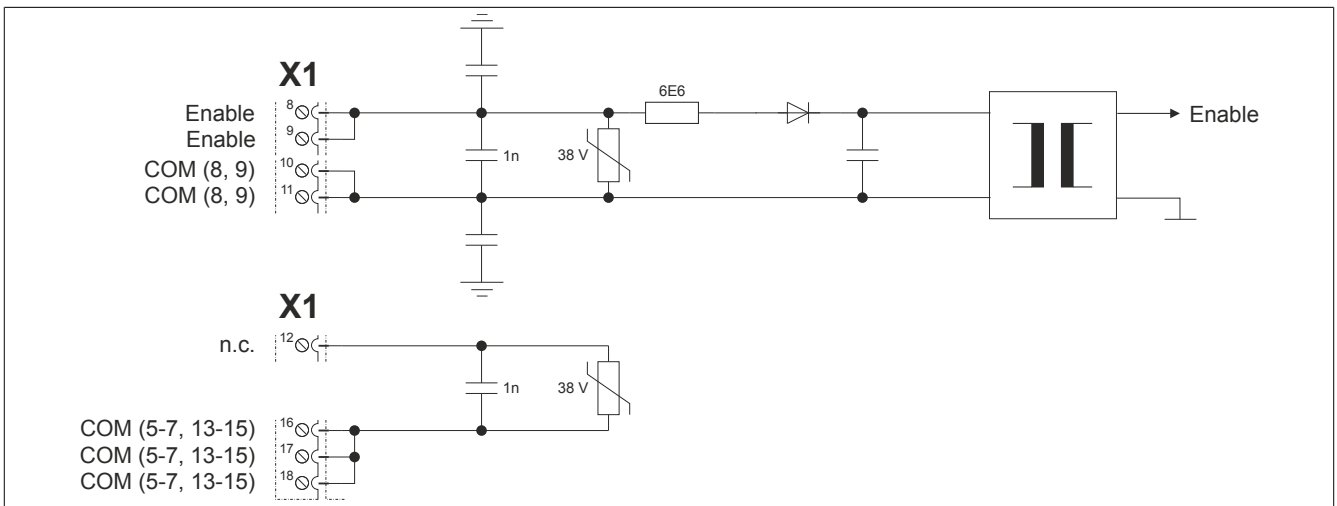 X1
Enable 8
Enable 9
COM (8, 9) 10
COM (8, 9) 11
1n
38 V
6E6
Enable
X1
n.c. 12
1n
38 V
COM (5-7, 13-15) 16
COM (5-7, 13-15) 17
COM (5-7, 13-15) 18